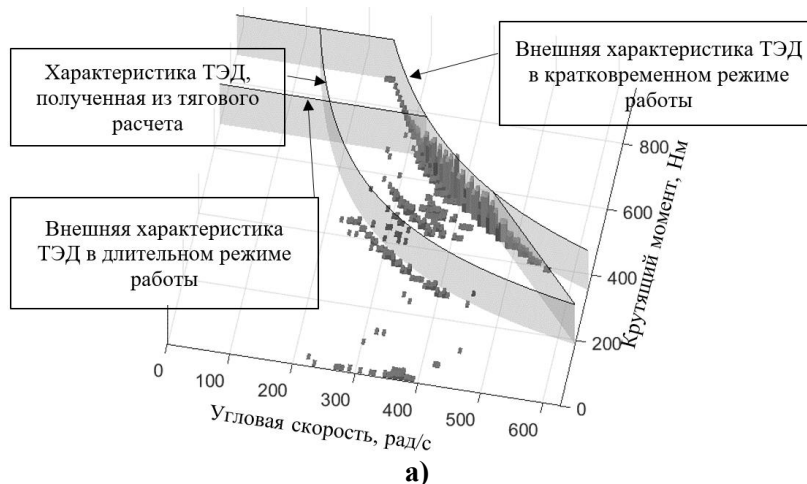 Характеристика ТЭД,
полученная из тягового
расчета
Внешняя характеристика ТЭД
в кратковременном режиме
работы
Внешняя характеристика
ТЭД в длительном режиме
работы
800
600
400
200
0
Крутящий момент, Нм
0
100
200
300
400
500
600
Угловая скорость, рад/с
а)